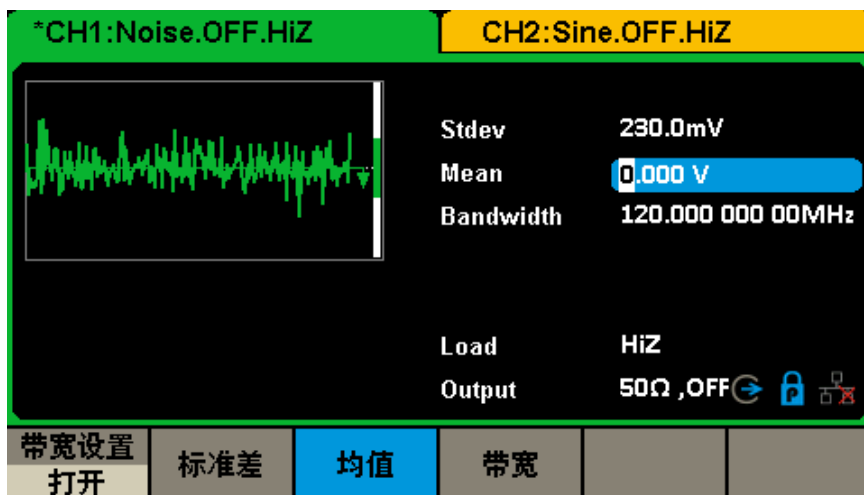 *CH1:Noise.OFF.HiZ
CH2:Sine.OFF.HiZ
Stdev 230.0mV
Mean 0.000 V
Bandwidth 120.000 000 00MHz
Load HiZ
Output 50Ω ,OFF
P
带宽设置
打开
标准差
均值
带宽